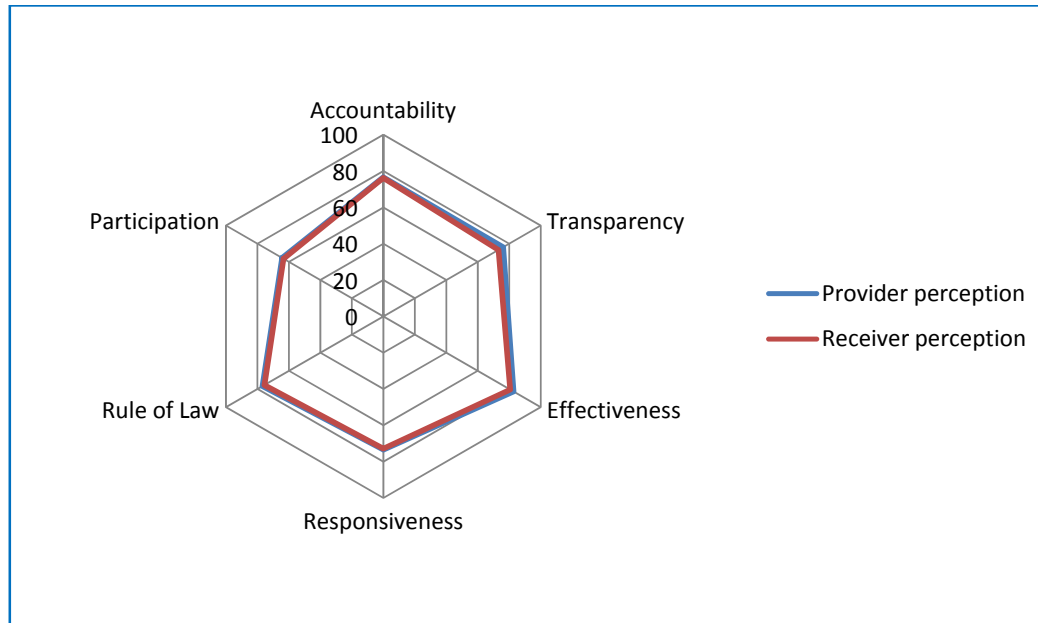 Accountability
100
80
60
40
20
0
Participation
Transparency
Rule of Law
Effectiveness
Responsiveness
Provider perception
Receiver perception